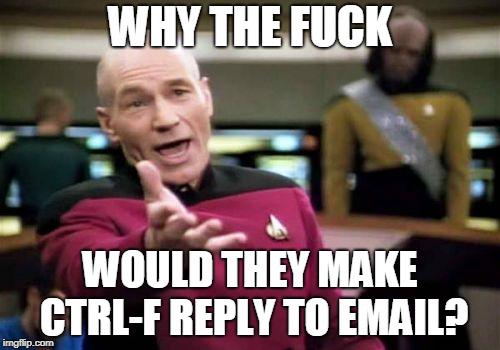 WHY THE FUCK
WOULD THEY MAKE
CTRL-F REPLY TO EMAIL?
imgflip.com